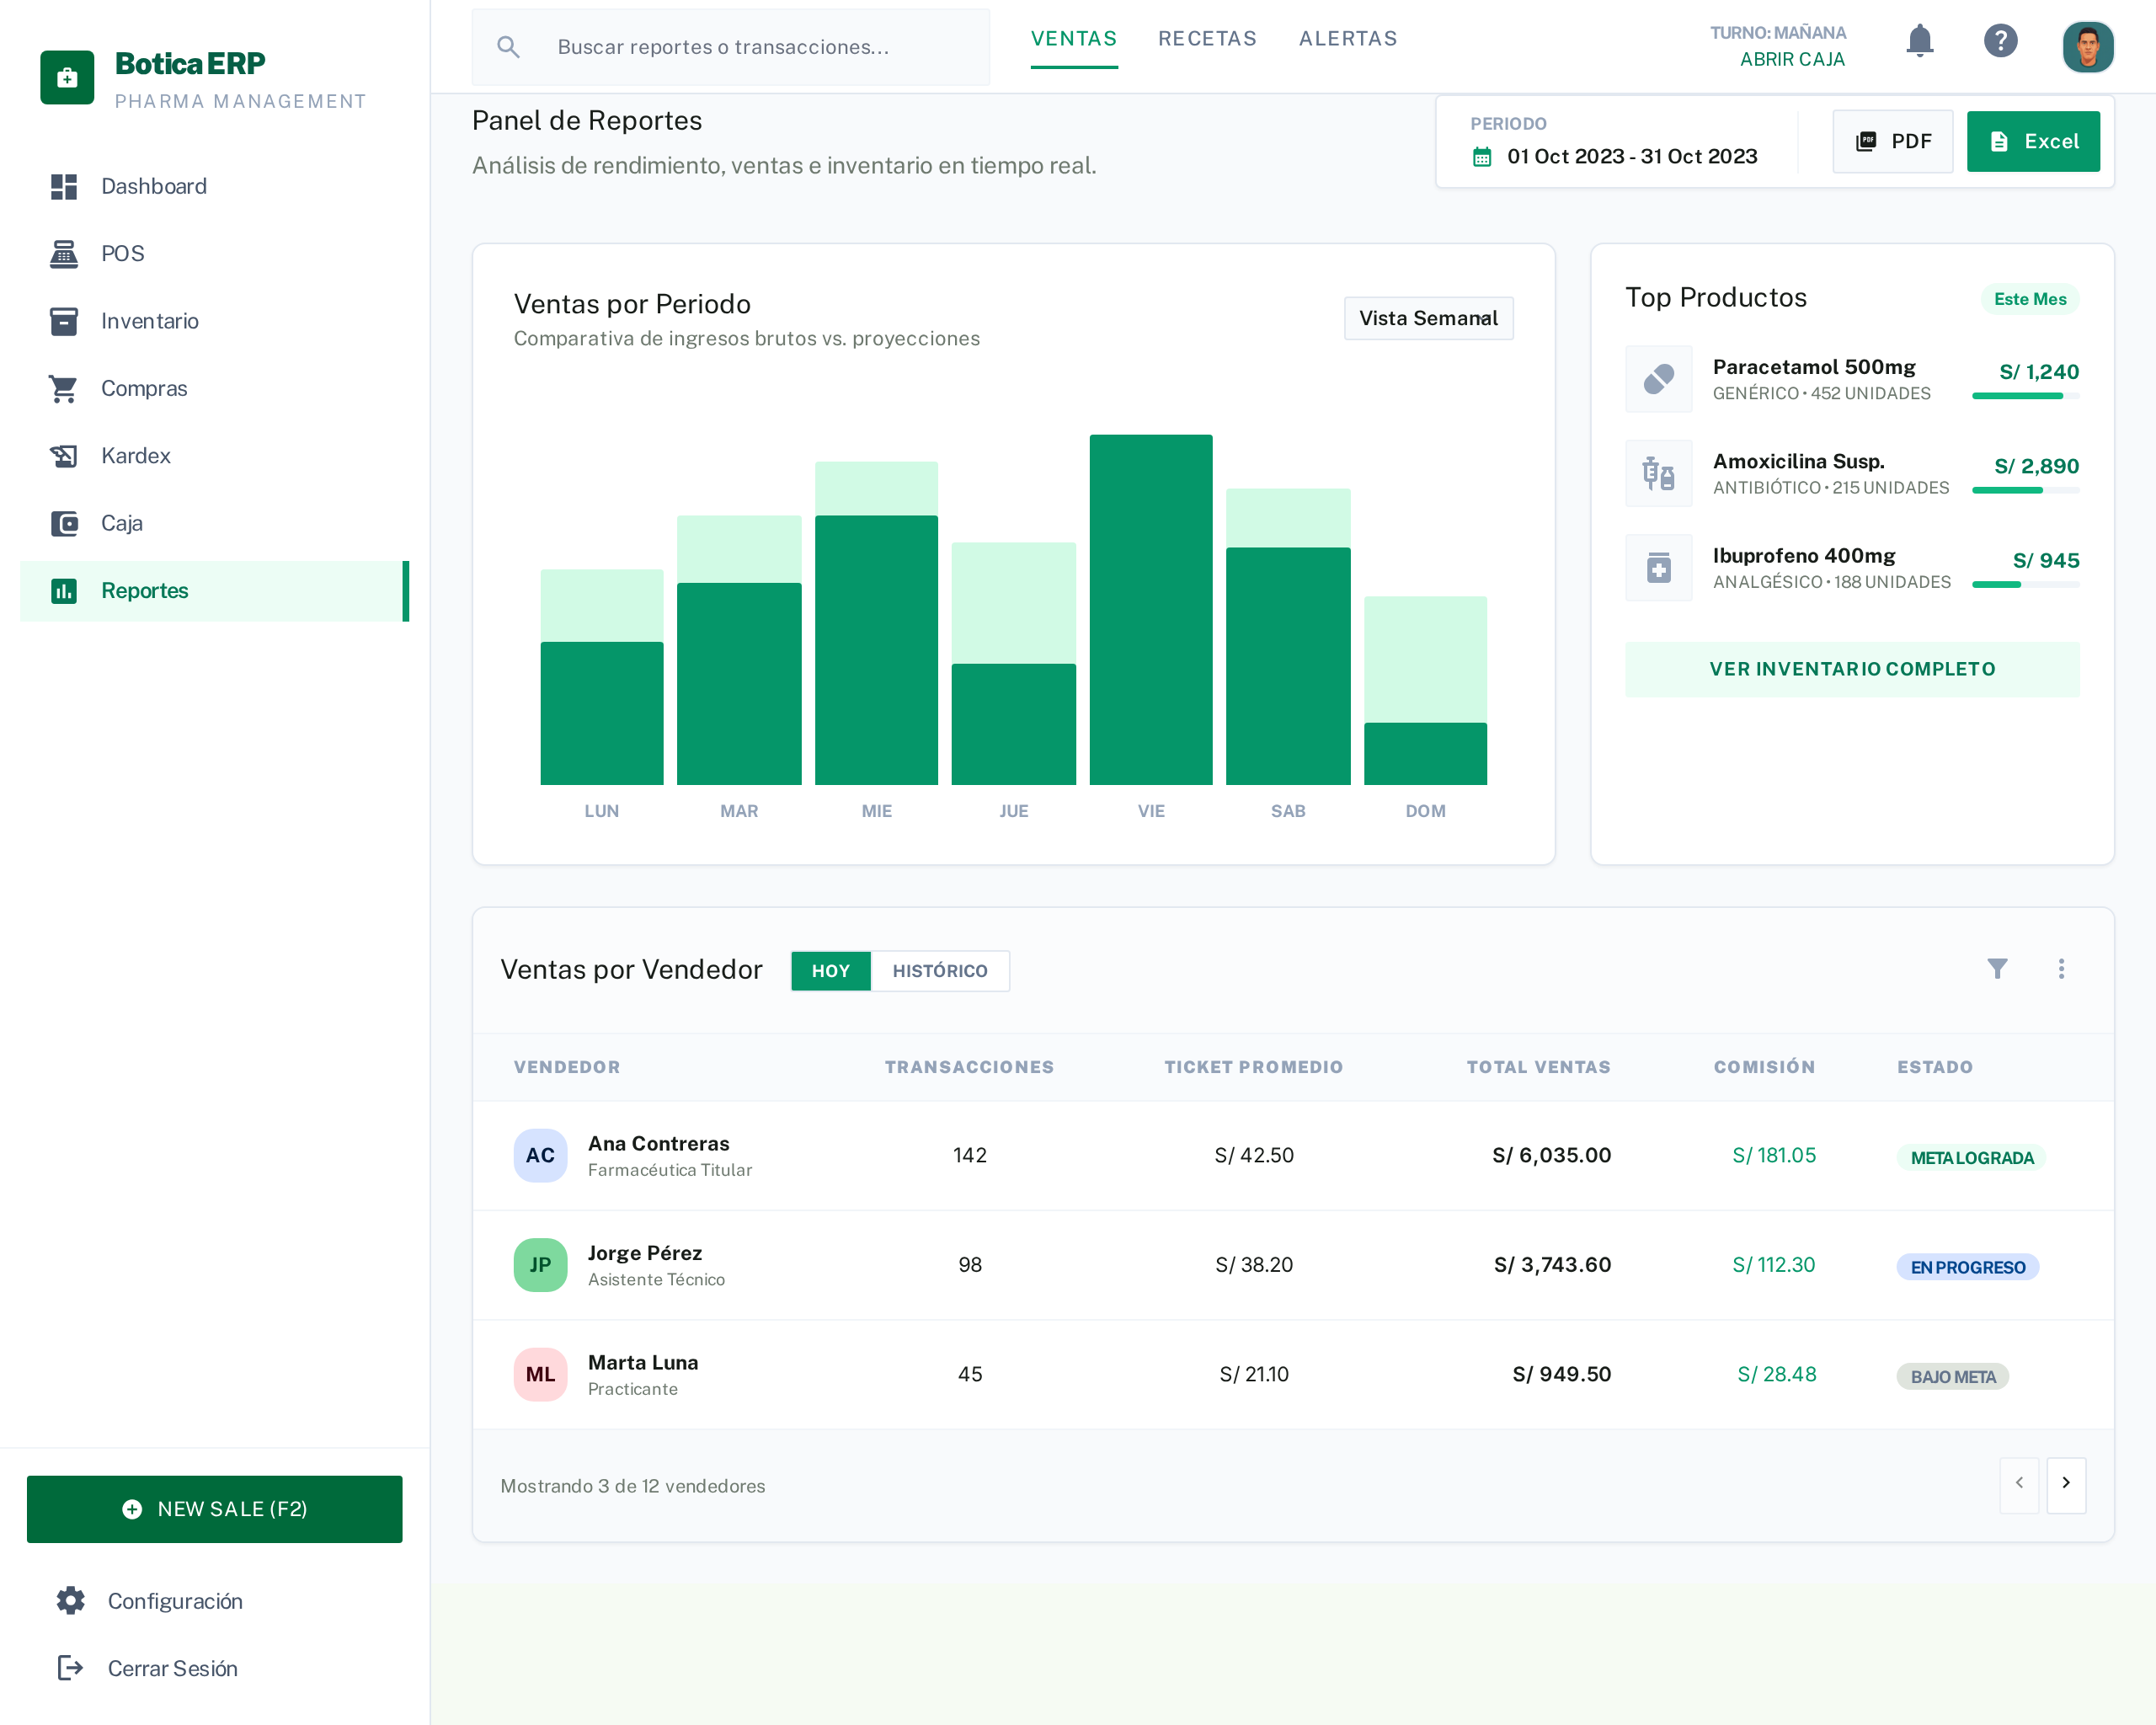 Botica ERP
PHARMA MANAGEMENT
Dashboard
POS
Inventario
Compras
Kardex
Caja
Reportes
NEW SALE (F2)
Configuración
Cerrar Sesión
Buscar reportes o transacciones...
VENTAS
RECETAS
ALERTAS
TURNO: MAÑANA
ABRIR CAJA
?
Panel de Reportes
Análisis de rendimiento, ventas e inventario en tiempo real.
PERIODO
01 Oct 2023 - 31 Oct 2023
PDF
PDF
Excel
Ventas por Periodo
Comparativa de ingresos brutos vs. proyecciones
Vista Semanal
LUN
MAR
MIE
JUE
VIE
SAB
DOM
Top Productos
Este Mes
Paracetamol 500mg
GENÉRICO • 452 UNIDADES
S/ 1,240
Amoxicilina Susp.
ANTIBIÓTICO • 215 UNIDADES
S/ 2,890
Ibuprofeno 400mg
ANALGÉSICO • 188 UNIDADES
S/ 945
VER INVENTARIO COMPLETO
Ventas por Vendedor
HOY
HISTÓRICO
VENDEDOR TRANSACCIONES TICKET PROMEDIO TOTAL VENTAS COMISIÓN ESTADO
AC
Ana Contreras
Farmacéutica Titular
142
S/ 42.50
S/ 6,035.00
S/ 181.05
META LOGRADA
JP
Jorge Pérez
Asistente Técnico
98
S/ 38.20
S/ 3,743.60
S/ 112.30
EN PROGRESO
ML
Marta Luna
Practicante
45
S/ 21.10
S/ 949.50
S/ 28.48
BAJO META
Mostrando 3 de 12 vendedores